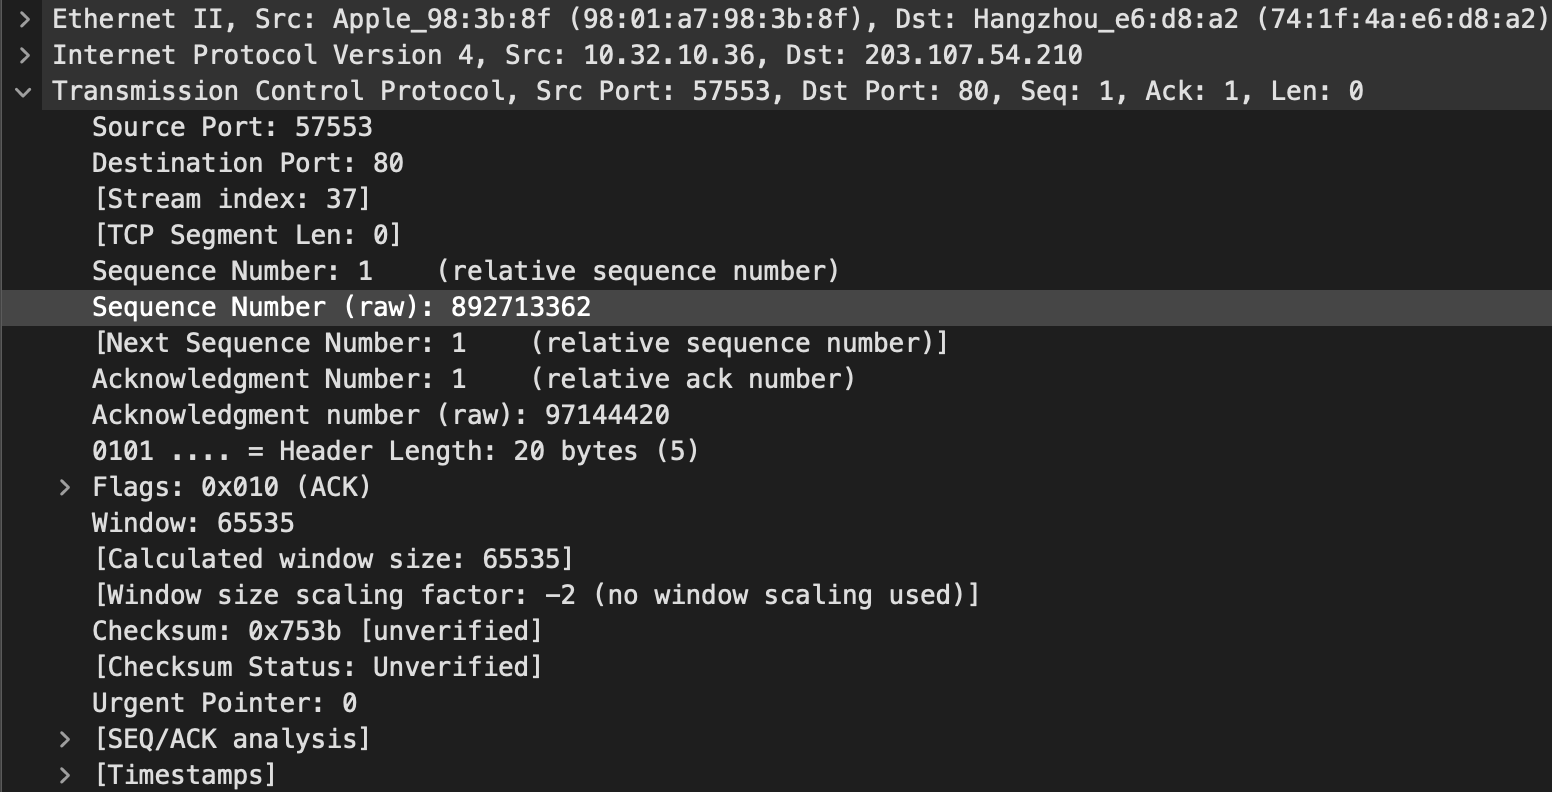 Ethernet II, Src: Apple_98:3b:8f (98:01:a7:98:3b:8f), Dst: Hangzhou_e6:d8:a2 (74:1f:4a:e6:d8:a2)
Internet Protocol Version 4, Src: 10.32.10.36, Dst: 203.107.54.210
Transmission Control Protocol, Src Port: 57553, Dst Port: 80, Seq: 1, Ack: 1, Len: 0
Source Port: 57553
Destination Port: 80
[Stream index: 37]
[TCP Segment Len: 0]
Sequence Number: 1    (relative sequence number)
Sequence Number (raw): 892713362
[Next Sequence Number: 1    (relative sequence number)]
Acknowledgment Number: 1    (relative ack number)
Acknowledgment number (raw): 97144420
0101 .... = Header Length: 20 bytes (5)
Flags: 0x010 (ACK)
Window: 65535
[Calculated window size: 65535]
[Window size scaling factor: -2 (no window scaling used)]
Checksum: 0x753b [unverified]
[Checksum Status: Unverified]
Urgent Pointer: 0
[SEQ/ACK analysis]
[Timestamps]